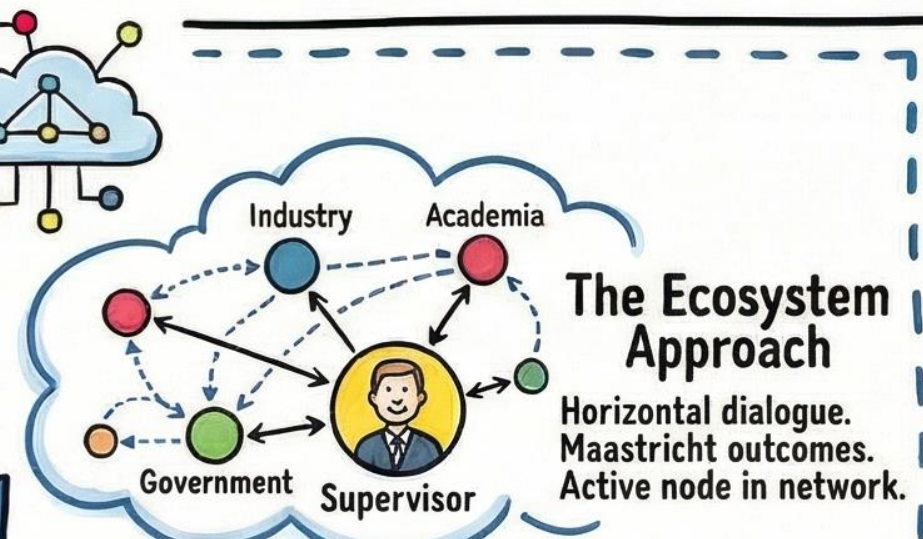 Industry
Academia
The Ecosystem
Approach
Horizontal dialogue.
Maastricht outcomes.
Active node in network.
Government
Supervisor